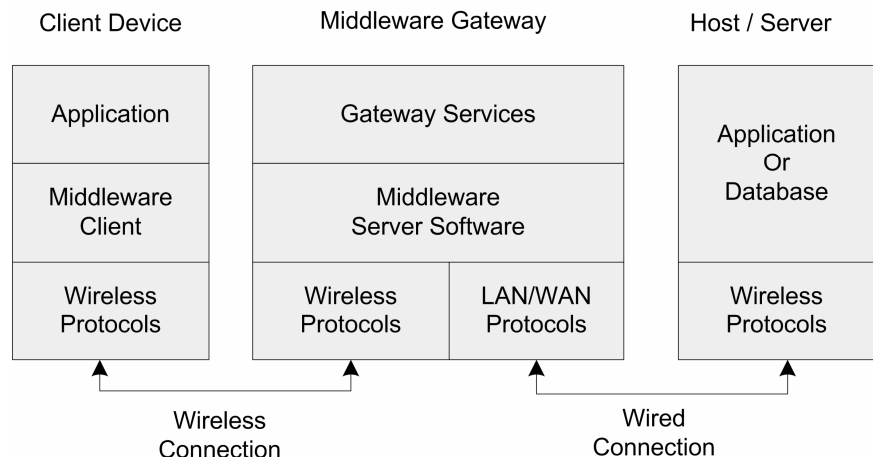 Client Device
Middleware Gateway
Host / Server
Application
Gateway Services
Application
Or
Database
Middleware
Client
Middleware
Server Software
Wireless
Protocols
Wireless
Protocols
LAN/WAN
Protocols
Wireless
Protocols
Wireless
Connection
Wired
Connection